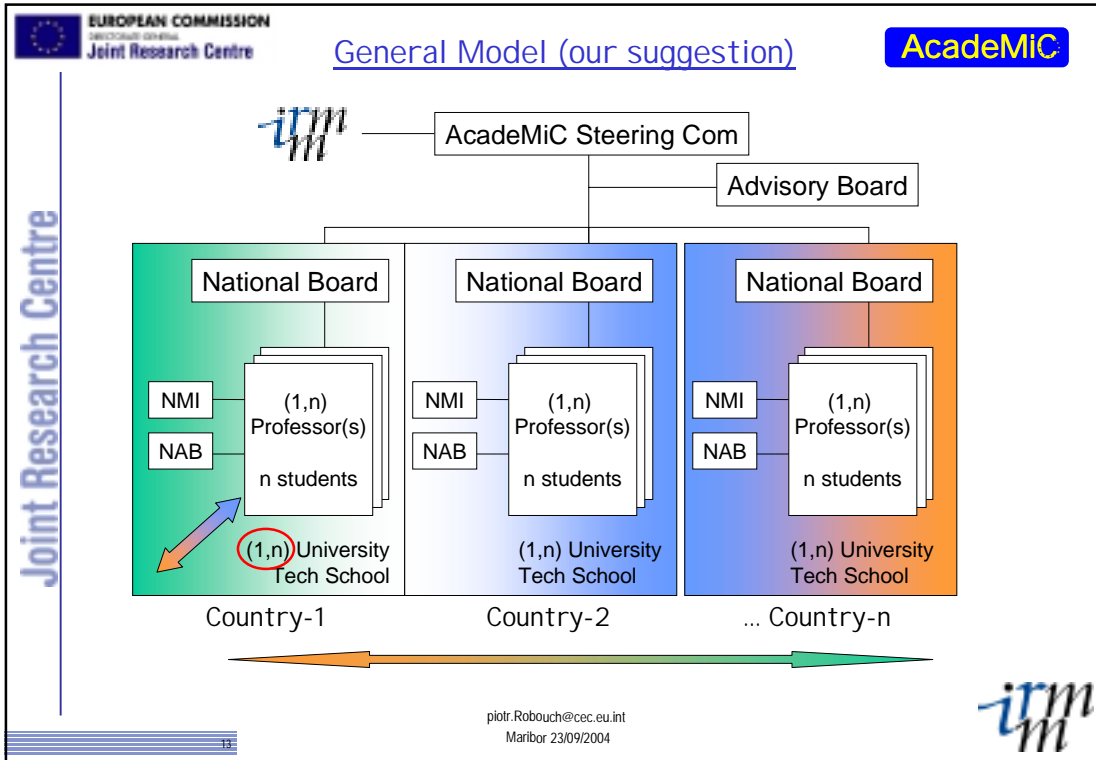 EUROPEAN COMMISSION
DIRECTORATE GENERAL
Joint Research Centre
General Model (our suggestion)
AcadeMiC
Joint Research Centre
irmm
AcadeMiC Steering Com
Advisory Board
National Board
National Board
National Board
NMI
NAB
(1,n)
Professor(s)
n students
NMI
NAB
(1,n)
Professor(s)
n students
NMI
NAB
(1,n)
Professor(s)
n students
(1,n) University
Tech School
(1,n) University
Tech School
(1,n) University
Tech School
Country-1
Country-2
... Country-n
piotr.Robouch@cec.eu.int
Maribor 23/09/2004
13
irmm